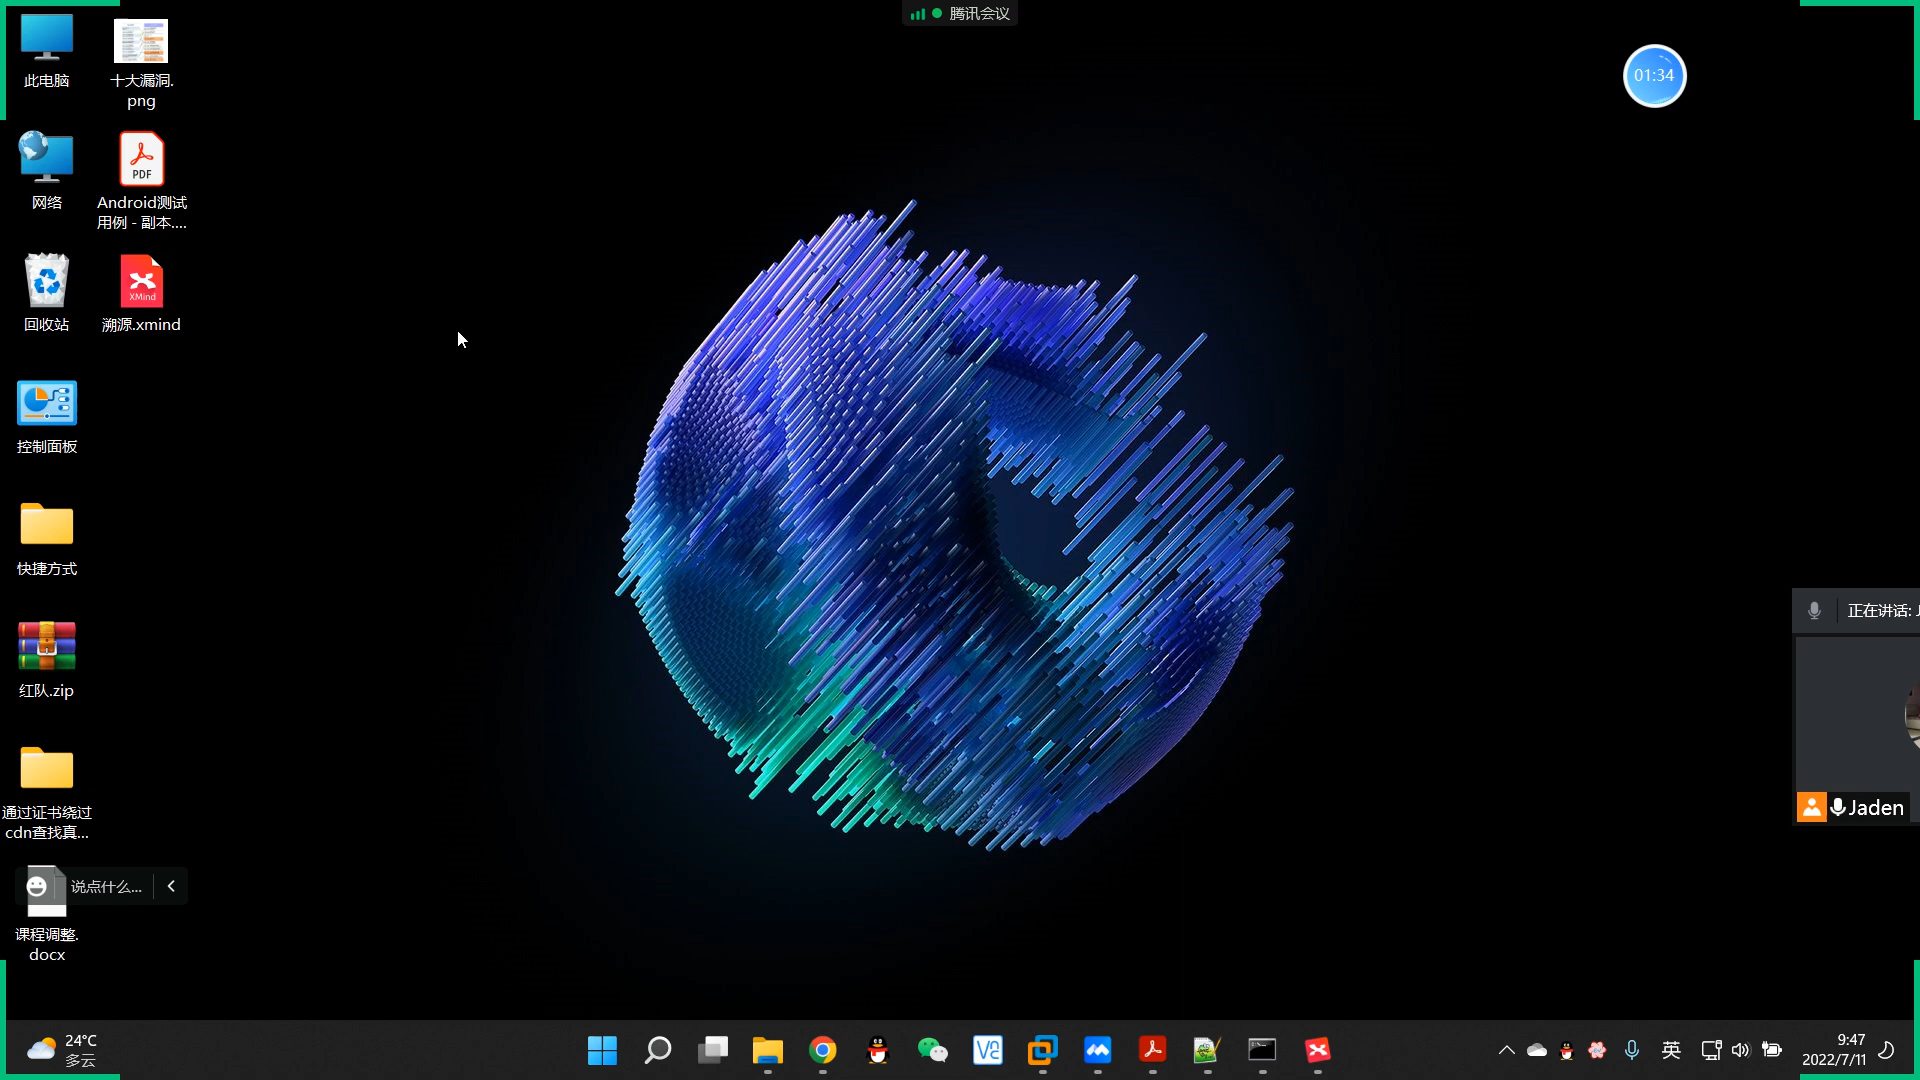 腾讯会议
01:34
此电脑
十大漏洞.
png
网络
PDF
Android测试
用例 - 副本....
回收站
XMind
溯源.xmind
控制面板
快捷方式
红队.zip
通过证书绕过
cdn查找真...
说点什么...
课程调整.
docx
正在讲话: J
Jaden
24°C
多云
英
9:47
2022/7/11